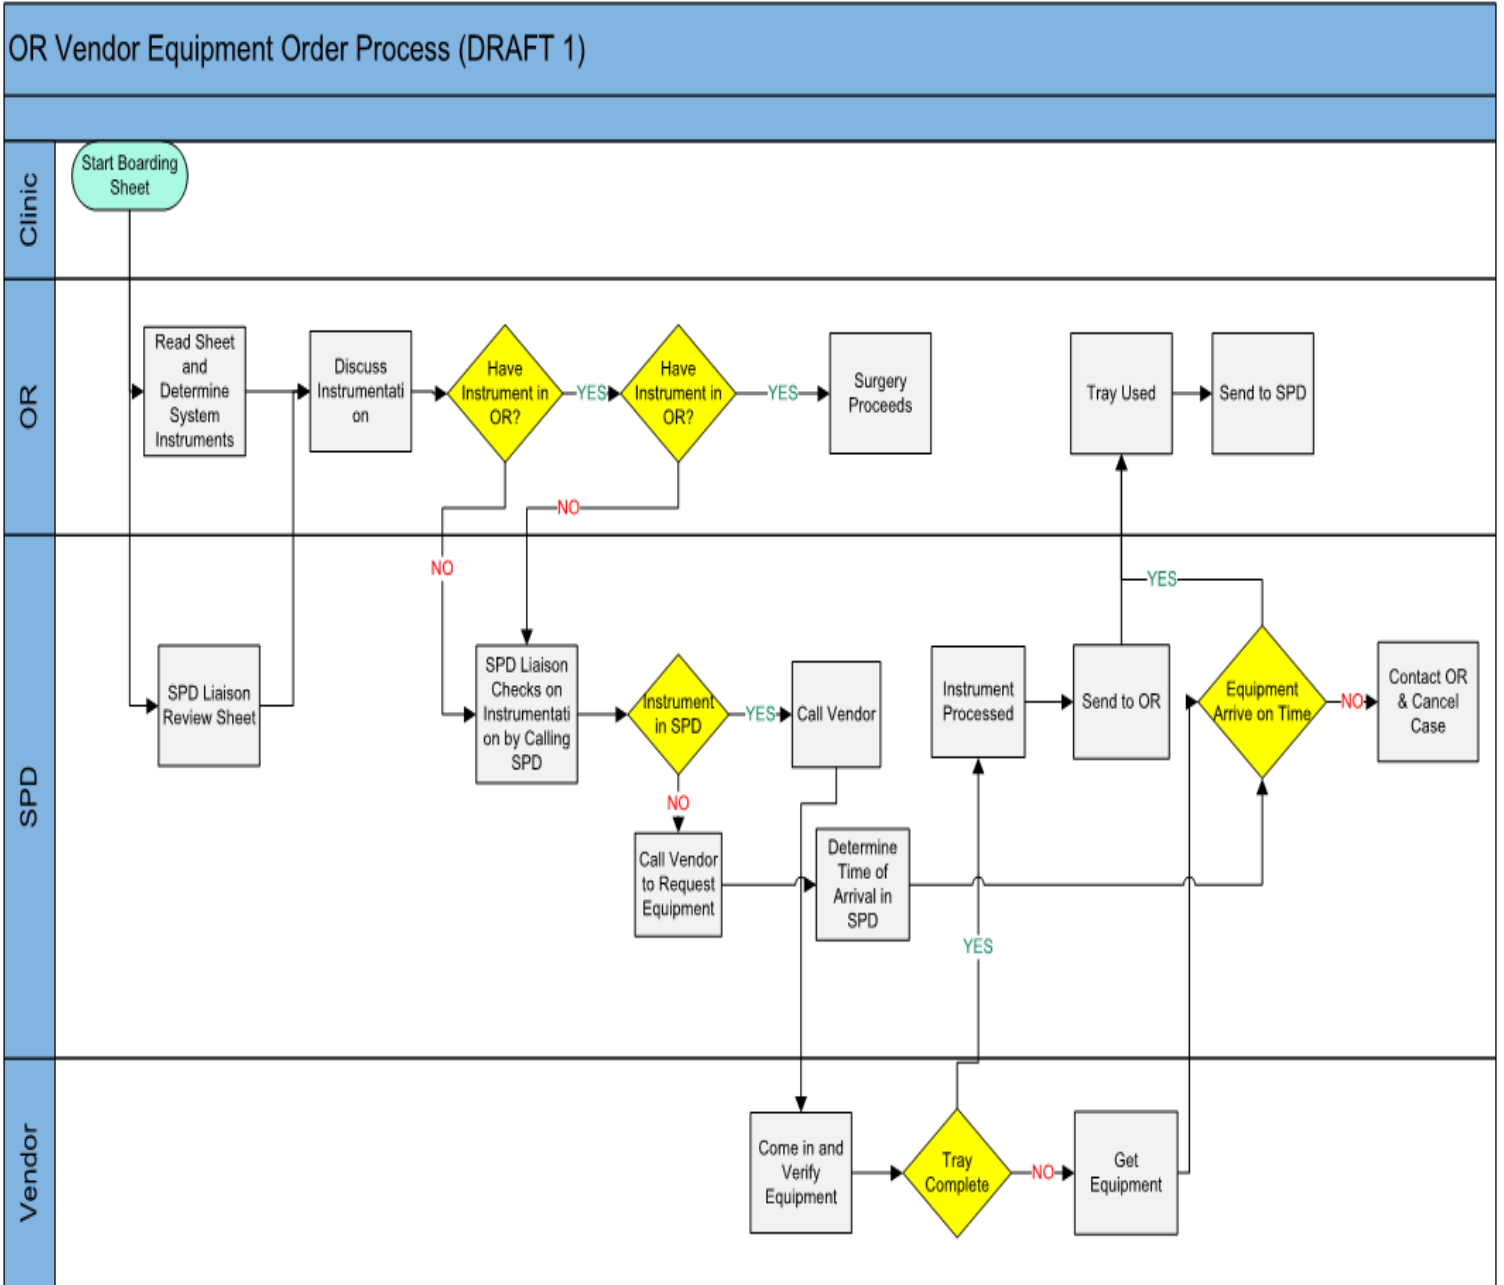 OR Vendor Equipment Order Process (DRAFT 1)
Clinic
Start Boarding
Sheet
OR
Read Sheet
and
Determine
System
Instruments
Discuss
Instrumentati
on
Have
Instrument in
OR?
YES
Have
Instrument in
OR?
YES
Surgery
Proceeds
Tray Used
Send to SPD
NO
NO
SPD
SPD Liaison
Review Sheet
SPD Liaison
Checks on
Instrumentati
on by Calling
SPD
Instrument
in SPD
YES
Call Vendor
NO
Call Vendor
to Request
Equipment
Determine
Time of
Arrival in
SPD
Instrument
Processed
Send to OR
YES
Equipment
Arrive on Time
NO
Contact OR
& Cancel
Case
YES
Vendor
Come in and
Verify
Equipment
Tray
Complete
NO
Get
Equipment